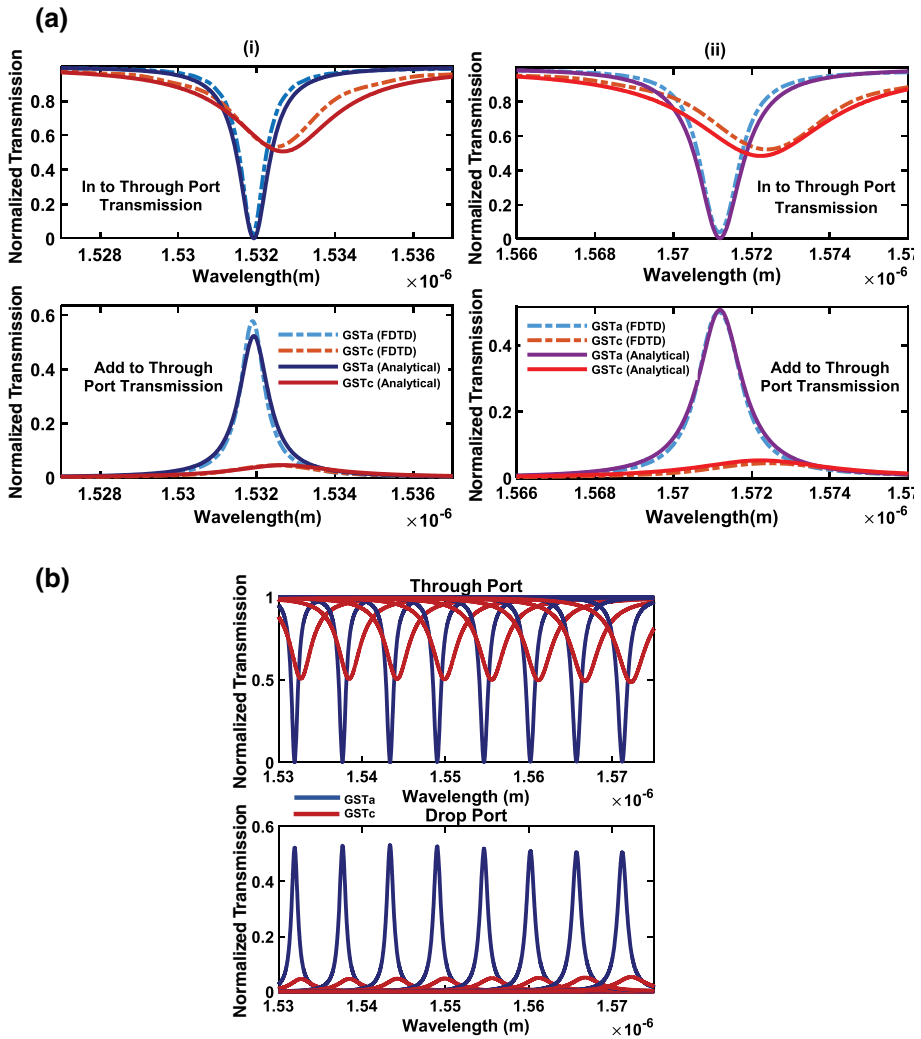 (a)
(i)
(ii)
Normalized Transmission
0.8
0.6
0.4
0.2
0
In to Through Port
Transmission
1.528
1.53
1.532
1.534
1.536
Wavelength(m)
×10-6
Normalized Transmission
0.8
0.6
0.4
0.2
0
In to Through Port
Transmission
1.566
1.568
1.57
1.572
1.574
1.57
Wavelength (m)
×10-6
Normalized Transmission
0.6
0.4
0.2
0
Add to Through
Port Transmission
GSTa (FDTD)
GSTc (FDTD)
GSTa (Analytical)
GSTc (Analytical)
1.528
1.53
1.532
1.534
1.536
Wavelength(m)
×10-6
Normalized Transmission
0.4
0.2
0
GSTa (FDTD)
GSTc (FDTD)
GSTa (Analytical)
GSTc (Analytical)
Add to Through
Port Transmission
1.566
1.568
1.57
1.572
1.574
1.57
Wavelength(m)
×10-6
(b)
Through Port
Normalized Transmission
1
0.5
0
1.53
1.54
1.55
1.56
1.57
Wavelength (m)
×10-6
GSTa
GSTc
Drop Port
Normalized Transmission
0.6
0.4
0.2
0
1.53
1.54
1.55
1.56
1.57
Wavelength (m)
×10-6